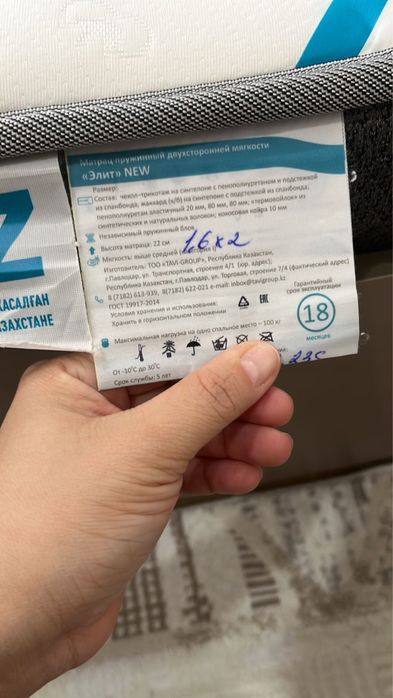 Матрац пружинный двухсторонней мягкости
«Элит» NEW
Размер:
Состав: чехол–трикотаж на синтепоне с пенополиуретаном и подстежкой
из спанбонда, жаккард (х/б) на синтепоне с подстежкой из спанбонда,
пенополиуретан эластичный 20 мм, 80 мм, 80 мм; «термовойлок» из
синтетических и натуральных волокон; кокосовая койра 10 мм
Независимый пружинный блок
Высота матраца: 22 см
1.6 x 2
Мягкость: выше средней
Изготовитель: ТОО «TAVI-GROUP», Республика Казахстан,
г.Павлодар, ул. Транспортная, строение 4/1 (юр. адрес);
Республика Казахстан, г.Павлодар, ул. Торговая, строение 7/4 (фактический адрес)
8 (7182) 613-939, 8(7182) 622-021 e-mail: inbox@tavigroup.kz
ГОСТ 19917-2014
Условия хранения и использования:
Хранить в горизонтальном положении
EAC
Гарантийный
срок эксплуатации
18
месяцев
Максимальная нагрузка на одно спальное место – 100 кг
От -10°C до 30°C
Срок службы: 5 лет
Z
ЖАСАЛҒАН